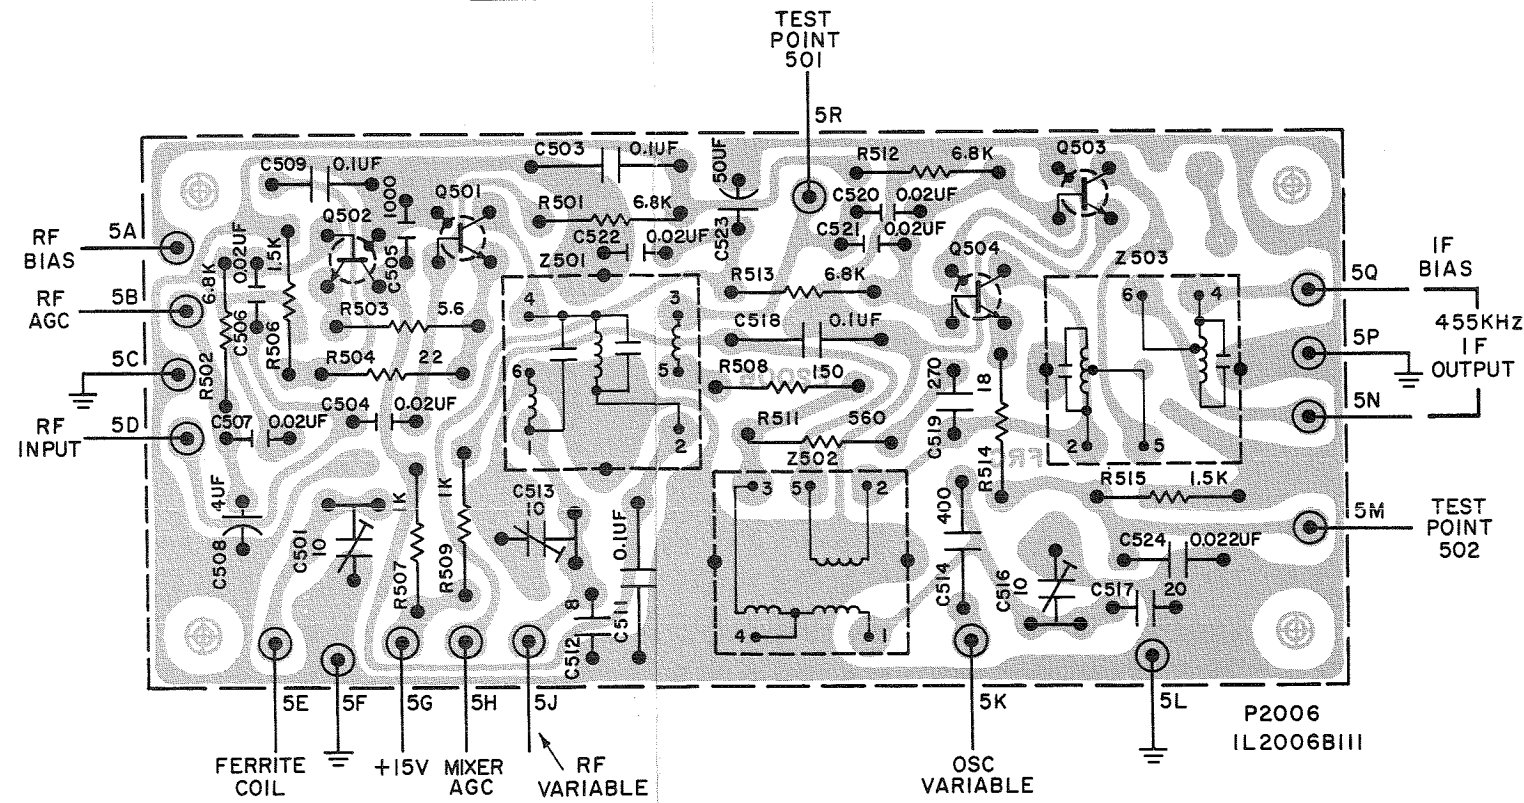 TEST
POINT
501
5R
C509
0.1UF
1000
Q501
C503
0.1UF
50UF
R512
6.8K
Q503
Q502
C505
R501
6.8K
C523
C520
0.02UF
C522
0.02UF
C521
0.02UF
RF
BIAS
5A
0.02UF
1.5K
6.8K
Z501
Q504
Z503
5Q
IF
BIAS
RF
AGC
5B
R503
5.6
4
3
R513
6.8K
6
4
C506
R506
R502
C518
0.1UF
455KHz
IF
OUTPUT
5P
5C
R504
22
6
5
R508
150
270
18
C504
0.02UF
R511
560
C519
5N
RF
INPUT
5D
C507
0.02UF
1
2
Z502
R514
2
5
4UF
C508
C501
10
1K
R507
1K
R509
C513
10
0.1UF
C511
3
5
2
400
C514
R515
1.5K
5M
TEST
POINT
502
C524
0.022UF
C516
10
C517
20
8
C512
4
1
5E
5F
5G
5H
5J
5K
5L
P2006
IL2006BIII
FERRITE
COIL
+15V
MIXER
AGC
RF
VARIABLE
OSC
VARIABLE